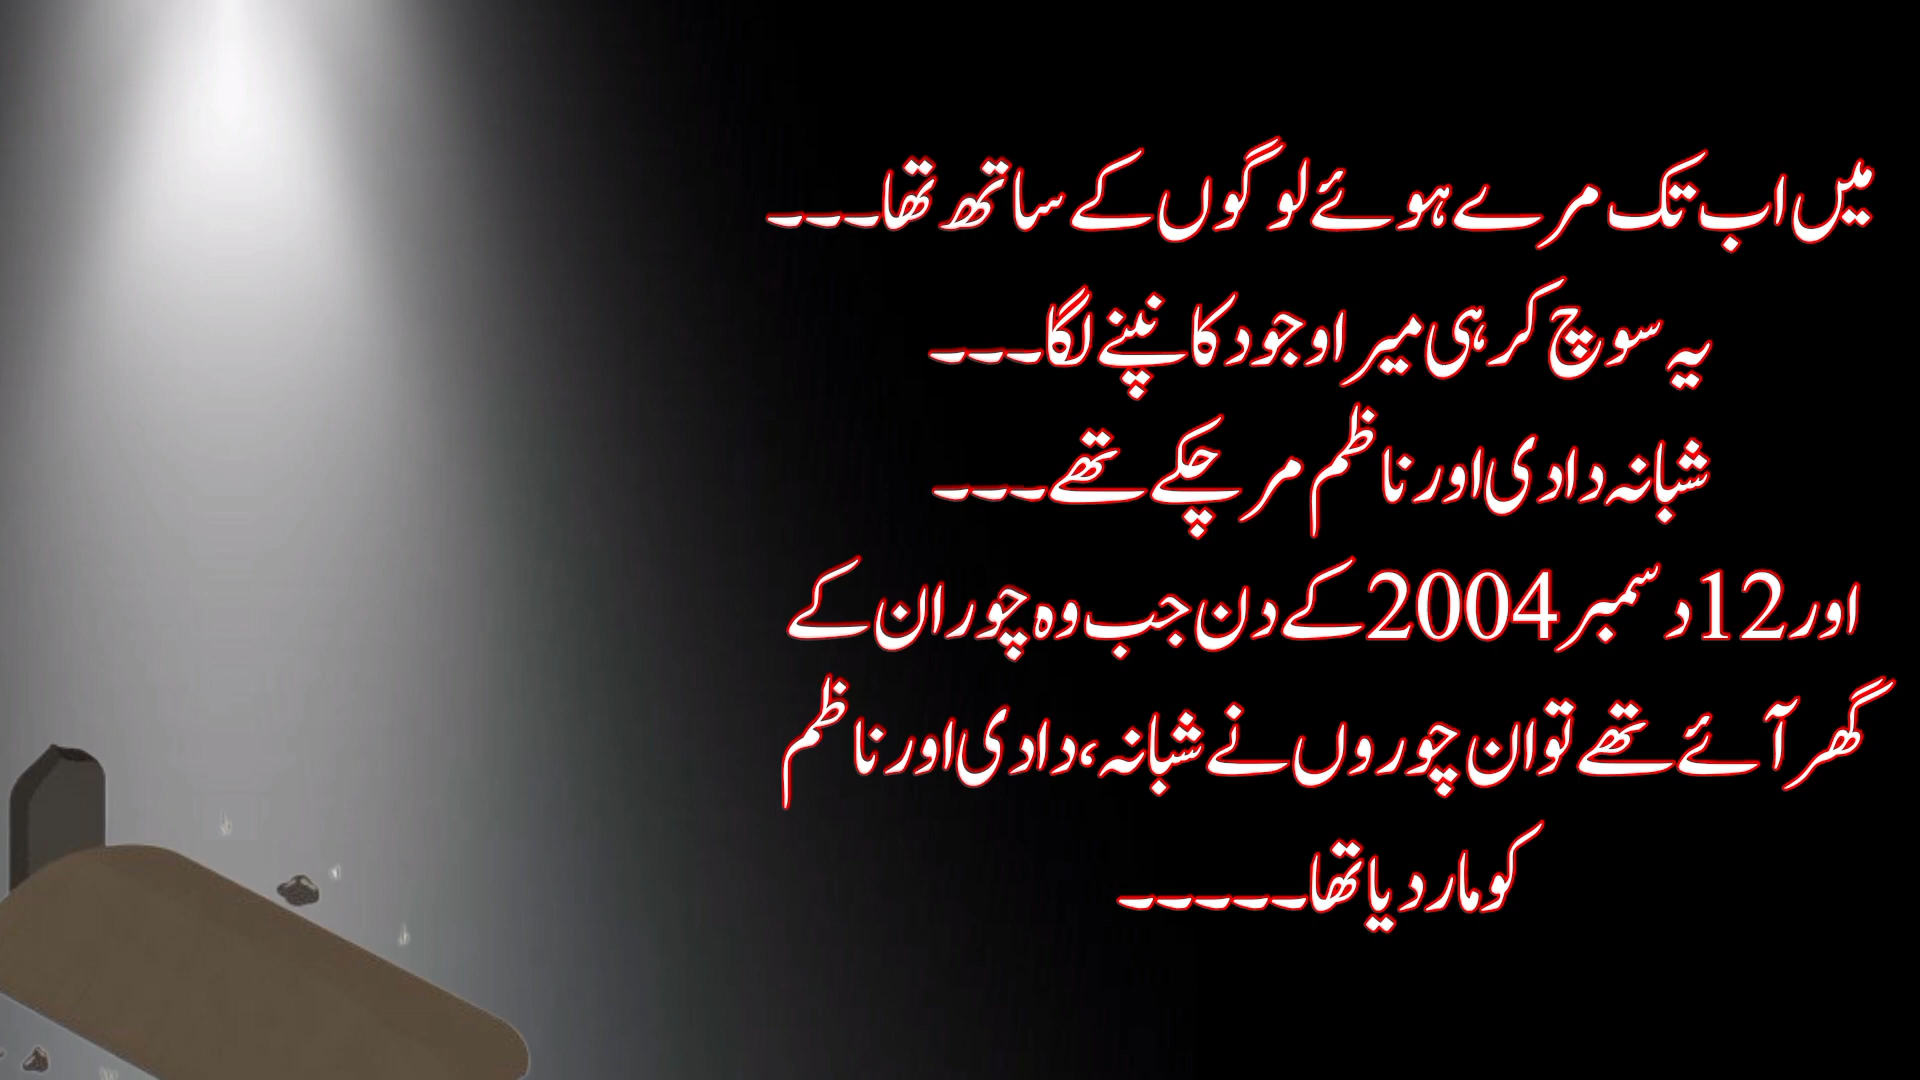 میں اب تک مرے ہوئے لوگوں کے ساتھ تھا۔۔۔
یہ سوچ کر ہی میرا وجود کانپنے لگا۔۔۔
شبانہ دادی اور ناظم مر چکے تھے۔۔۔
اور 12 دسمبر 2004 کے دن جب وہ چور ان کے
گھر آئے تھے تو ان چوروں نے شبانہ، دادی اور ناظم
کو مار دیا تھا۔۔۔۔۔